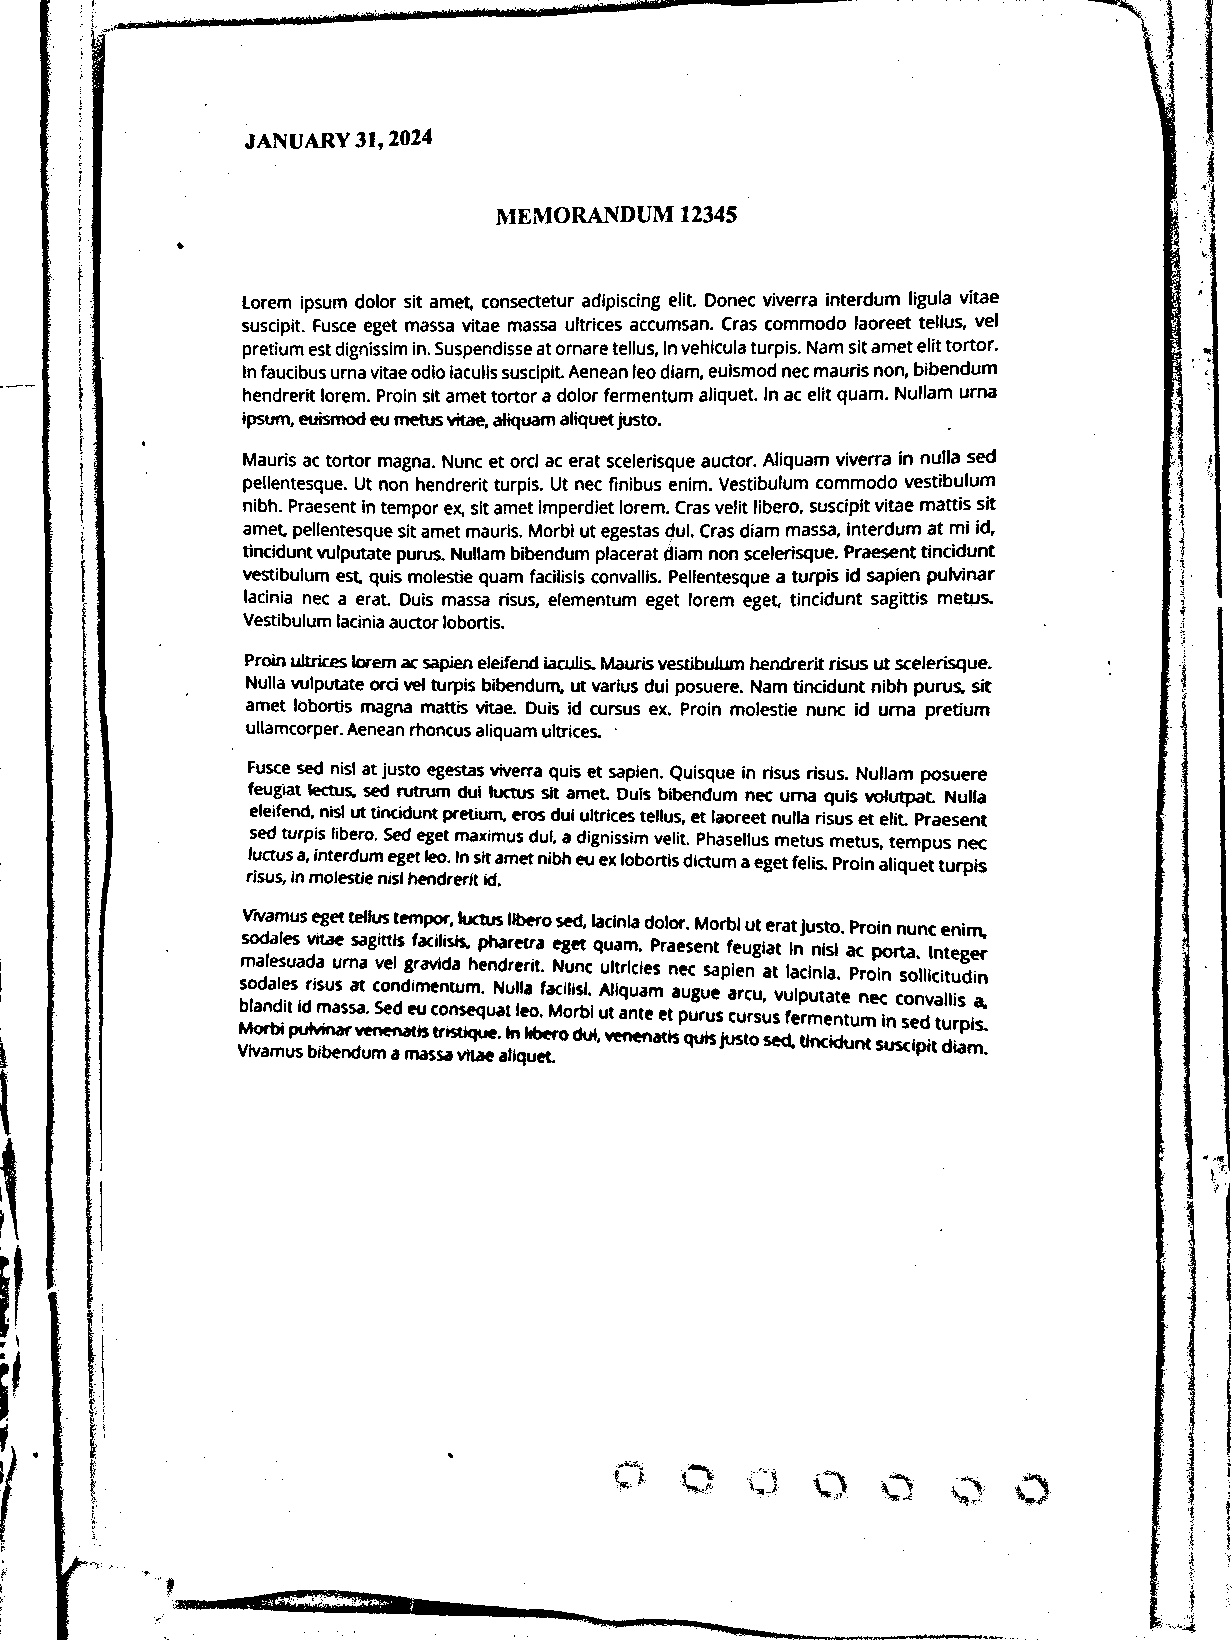 JANUARY 31, 2024
MEMORANDUM 12345
Lorem ipsum dolor sit amet, consectetur adipiscing elit. Donec viverra interdum ligula vitae
suscipit. Fusce eget massa vitae massa ultrices accumsan. Cras commodo laoreet tellus, vel
pretium est dignissim in. Suspendisse at ornare tellus, in vehicula turpis. Nam sit amet elit tortor.
In faucibus urna vitae odio iaculis suscipit. Aenean leo diam, euismod nec mauris non, bibendum
hendrerit lorem. Proin sit amet tortor a dolor fermentum aliquet. In ac elit quam. Nullam urna
ipsum, euismod eu metus vitae, aliquam aliquet justo.
Mauris ac tortor magna. Nunc et orci ac erat scelerisque auctor. Aliquam viverra in nulla sed
pellentesque. Ut non hendrerit turpis. Ut nec finibus enim. Vestibulum commodo vestibulum
nibh. Praesent in tempor ex, sit amet imperdiet lorem. Cras velit libero, suscipit vitae mattis sit
amet, pellentesque sit amet mauris. Morbi ut egestas dui. Cras diam massa, interdum at mi id,
tincidunt vulputate purus. Nullam bibendum placerat diam non scelerisque. Praesent tincidunt
vestibulum est, quis molestie quam facilisis convallis. Pellentesque a turpis id sapien pulvinar
lacinia nec a erat. Duis massa risus, elementum eget lorem eget, tincidunt sagittis metus.
Vestibulum lacinia auctor lobortis.
Proin ultrices lorem ac sapien eleifend iaculis. Mauris vestibulum hendrerit risus ut scelerisque.
Nulla vulputate orci vel turpis bibendum, ut varius dui posuere. Nam tincidunt nibh purus, sit
amet lobortis magna mattis vitae. Duis id cursus ex. Proin molestie nunc id urna pretium
ullamcorper. Aenean rhoncus aliquam ultrices.
Fusce sed nisl at justo egestas viverra quis et sapien. Quisque in risus risus. Nullam posuere
feugiat lectus, sed rutrum dui luctus sit amet. Duis bibendum nec urna quis volutpat. Nulla
eleifend, nisl ut tincidunt pretium, eros dui ultrices tellus, et laoreet nulla risus et elit. Praesent
sed turpis libero. Sed eget maximus dui, a dignissim velit. Phasellus metus metus, tempus nec
luctus a, interdum eget leo. In sit amet nibh eu ex lobortis dictum a eget felis. Proin aliquet turpis
risus, in molestie nisl hendrerit id.
Vivamus eget tellus tempor, luctus libero sed, lacinia dolor. Morbi ut erat justo. Proin nunc enim,
sodales vitae sagittis facilisis, pharetra eget quam. Praesent feugiat in nisl ac porta. Integer
malesuada urna vel gravida hendrerit. Nunc ultricies nec sapien at lacinia. Proin sollicitudin
sodales risus at condimentum. Nulla facilisi. Aliquam augue arcu, vulputate nec convallis a,
blandit id massa. Sed eu consequat leo. Morbi ut ante et purus cursus fermentum in sed turpis.
Morbi pulvinar venenatis tristique. In libero dui, venenatis quis justo sed, tincidunt suscipit diam.
Vivamus bibendum a massa vitae aliquet.